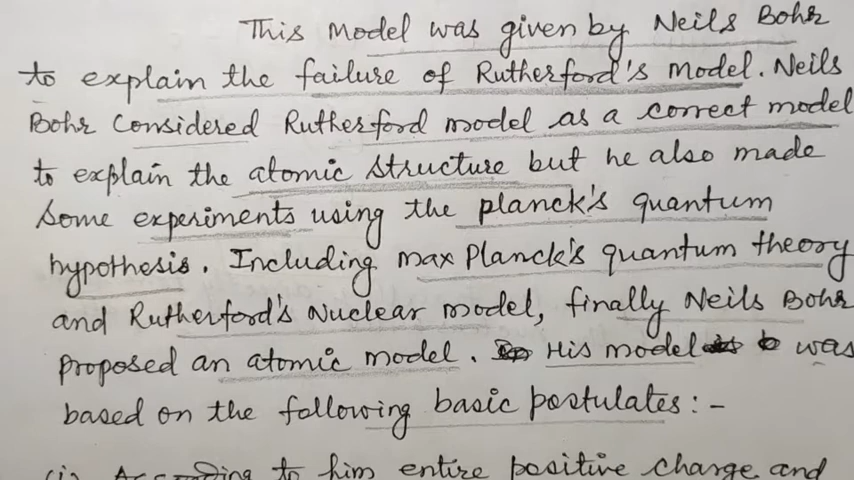 This Model was given by Neils Bohr
to explain the failure of Rutherford's model. Neils
Bohr Considered Rutherford model as a correct model
to explain the atomic structure but he also made
some experiments using the planck's quantum
hypothesis. Including max Planck's quantum theory
and Rutherford's Nuclear model, finally Neils Bohr
proposed an atomic model. His model was
based on the following basic postulates:-
(i) According to him entire positive charge and